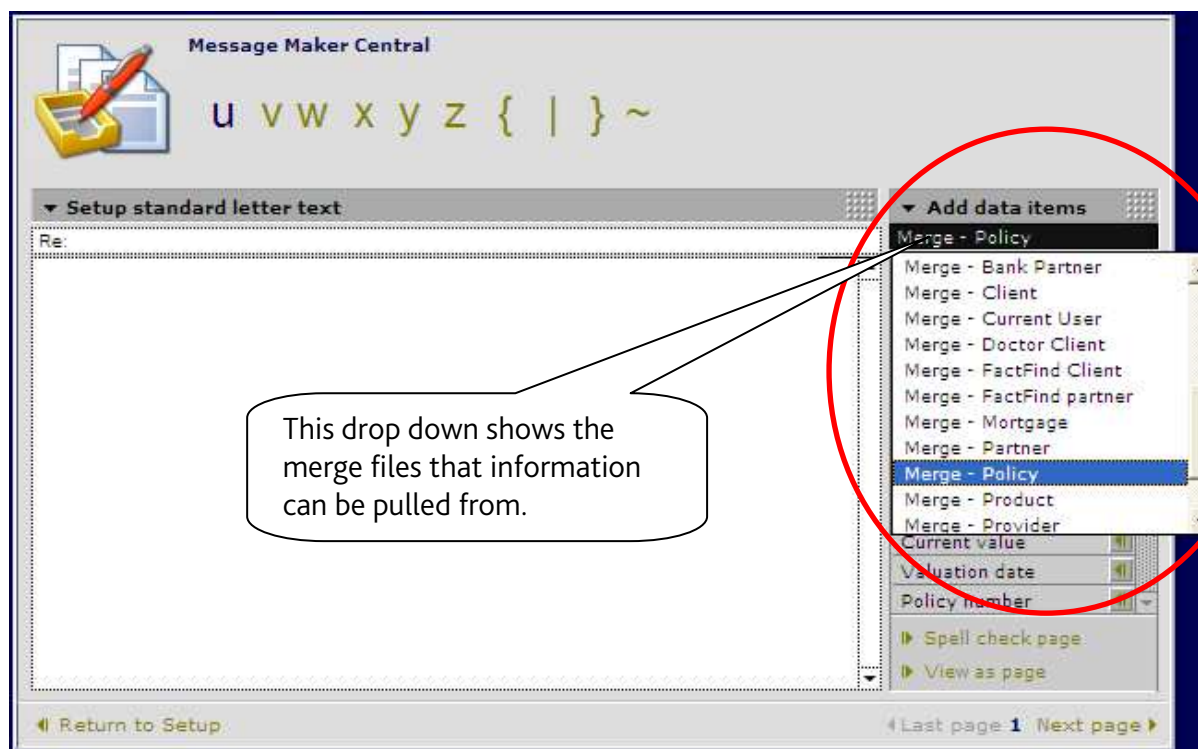 Message Maker Central
u v w x y z { | } ~
Setup standard letter text
Re:
This drop down shows the
merge files that information
can be pulled from.
Add data items
Merge - Policy
Merge - Bank Partner
Merge - Client
Merge - Current User
Merge - Doctor Client
Merge - FactFind Client
Merge - FactFind partner
Merge - Mortgage
Merge - Partner
Merge - Policy
Merge - Product
Merge - Provider
Current value
Valuation date
Policy number
Spell check page
View as page
Return to Setup
Last page 1 Next page